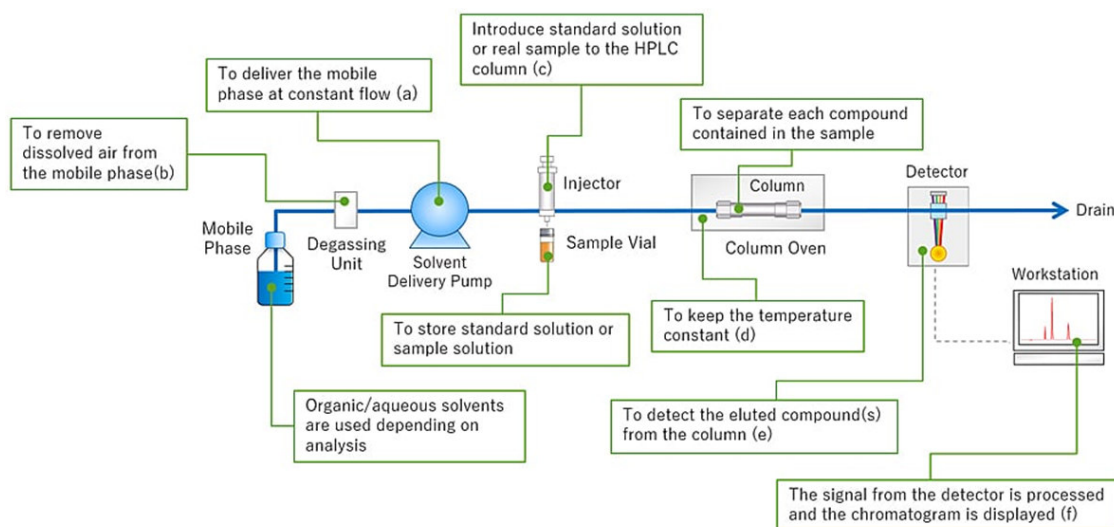 Introduce standard solution
or real sample to the HPLC
column (c)
To deliver the mobile
phase at constant flow (a)
To separate each compound
contained in the sample
To remove
dissolved air from
the mobile phase(b)
Detector
Injector
Column
Drain
Mobile
Phase
Degassing
Unit
Solvent
Delivery Pump
Sample Vial
Column Oven
Workstation
To store standard solution or
sample solution
To keep the temperature
constant (d)
Organic/aqueous solvents
are used depending on
analysis
To detect the eluted compound(s)
from the column (e)
The signal from the detector is processed
and the chromatogram is displayed (f)